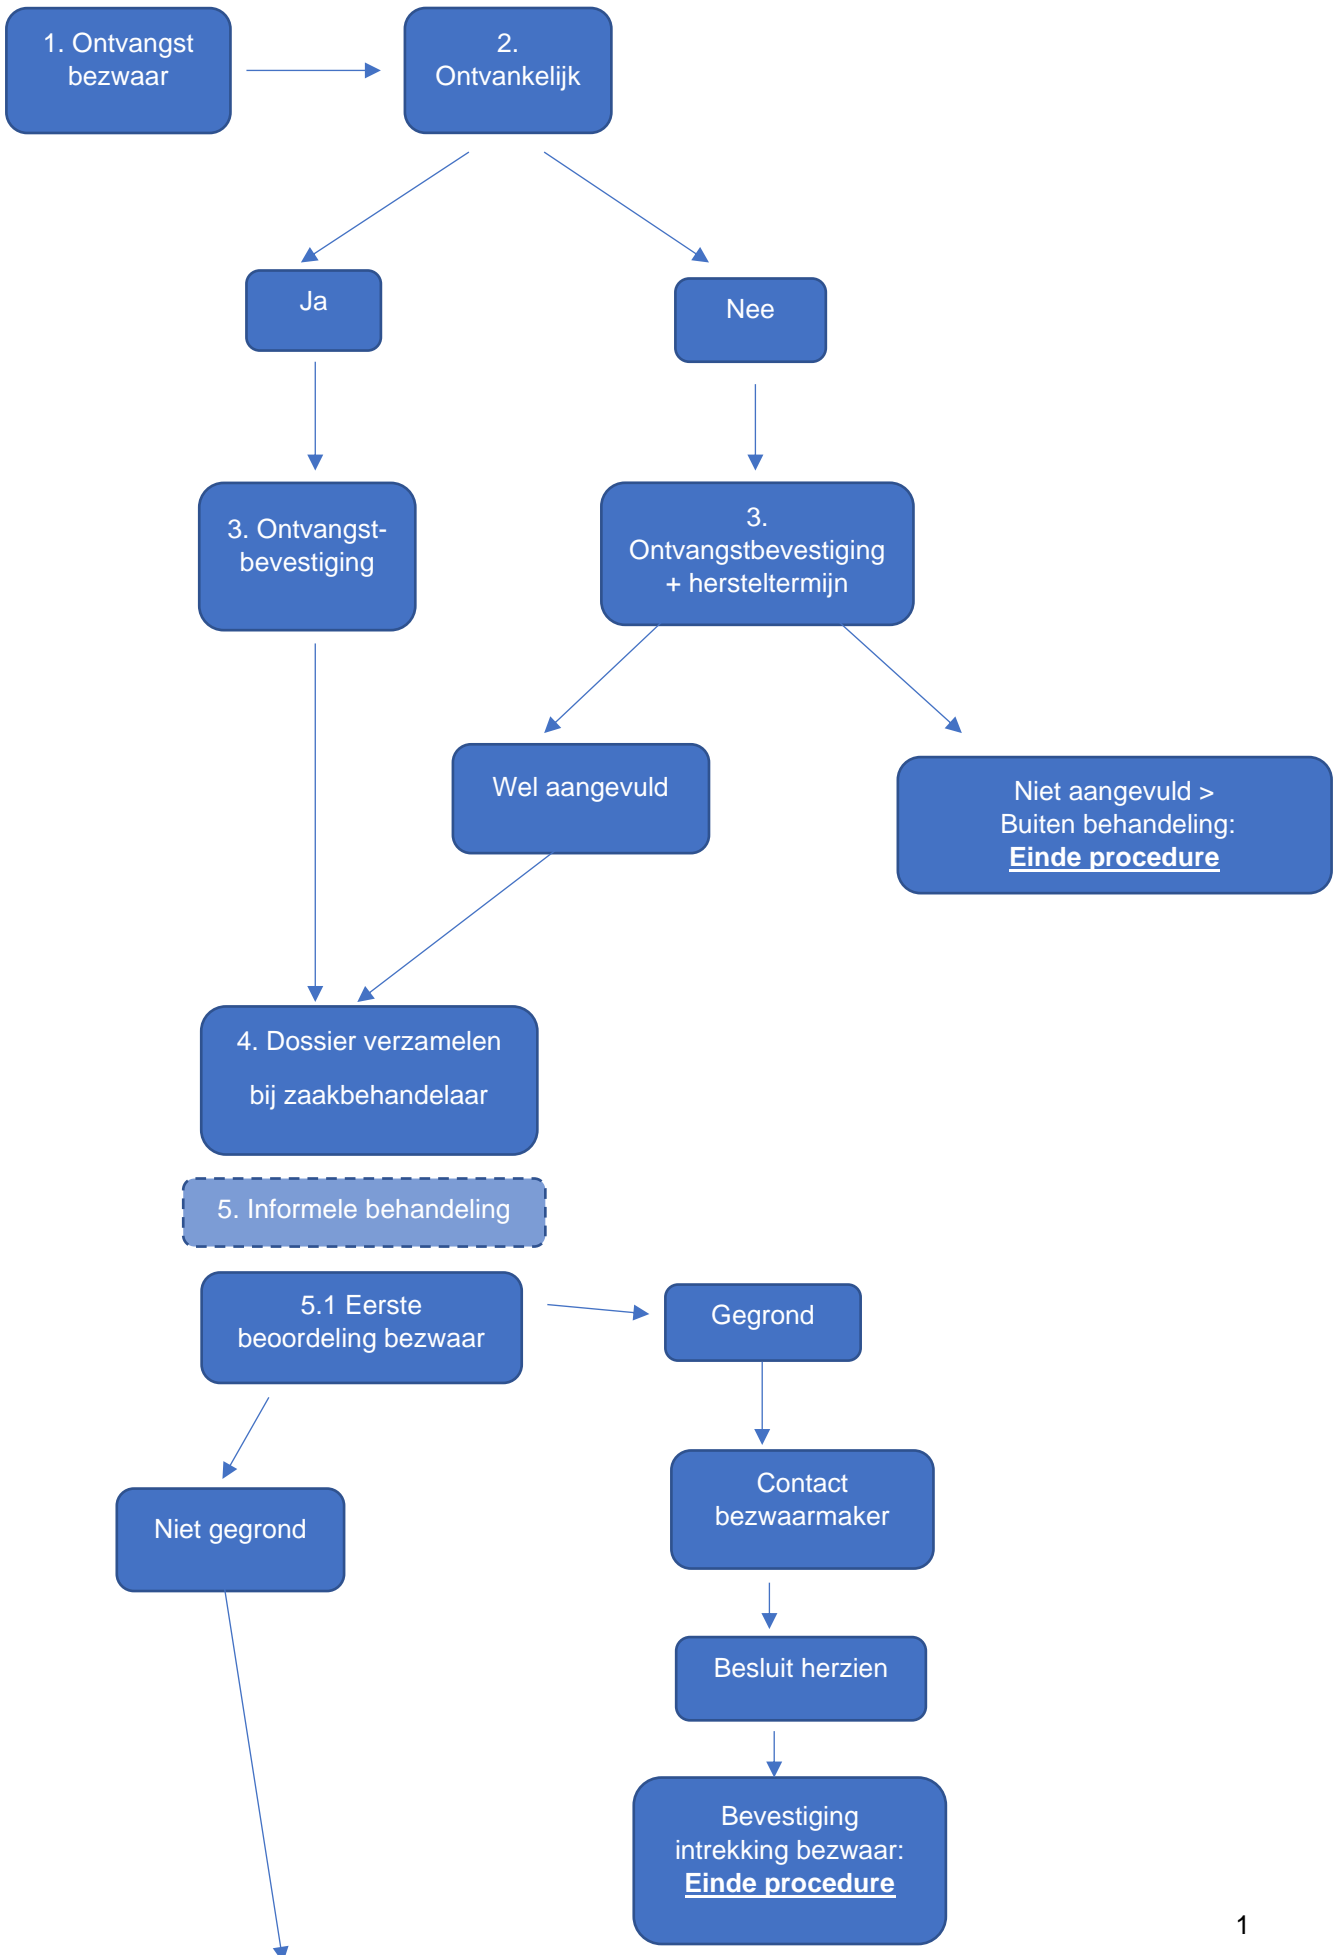 1. Ontvangst
bezwaar
2.
Ontvankelijk
Ja
Nee
3. Ontvangst-
bevestiging
3.
Ontvangstbevestiging
+ hersteltermijn
Wel aangevuld
Niet aangevuld >
Buiten behandeling:
Einde procedure
4. Dossier verzamelen
bij zaakbehandelaar
5. Informele behandeling
5.1 Eerste
beoordeling bezwaar
Gegrond
Contact
bezwaarmaker
Niet gegrond
Besluit herzien
Bevestiging
intrekking bezwaar:
Einde procedure
1